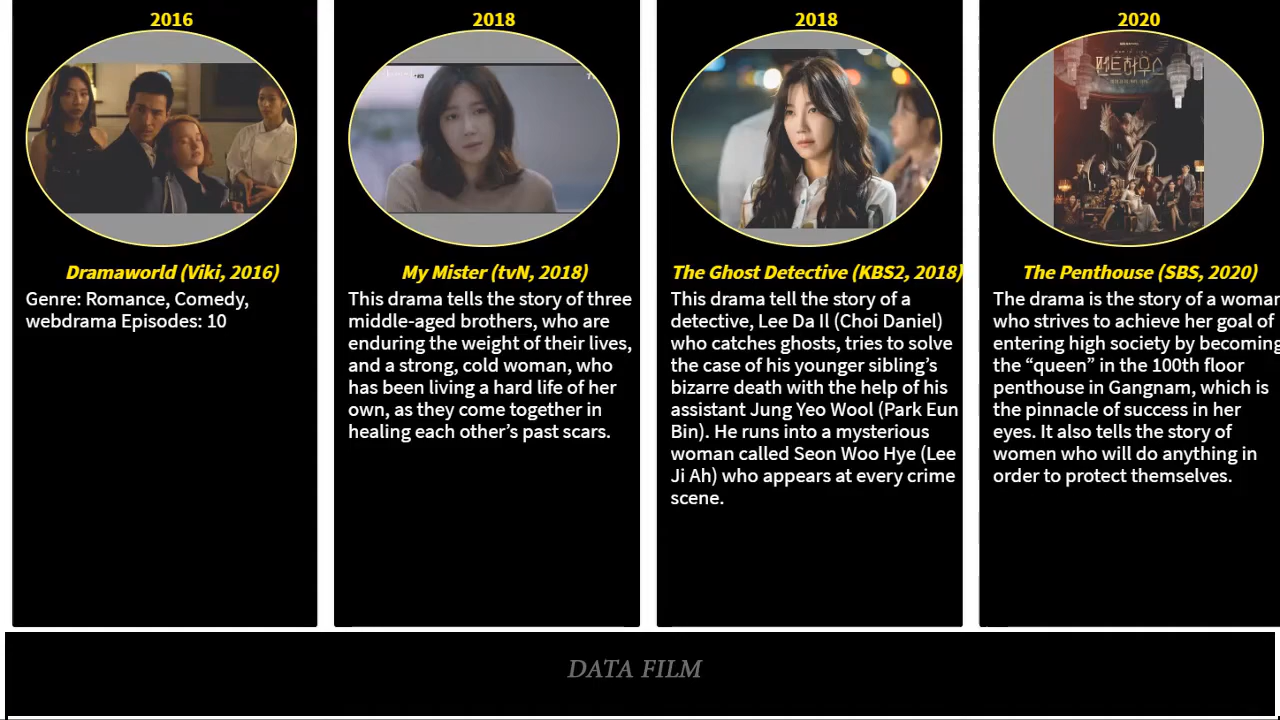 2016
Dramaworld (Viki, 2016)
Genre: Romance, Comedy,
webdrama Episodes: 10
2018
My Mister (tvN, 2018)
This drama tells the story of three
middle-aged brothers, who are
enduring the weight of their lives,
and a strong, cold woman, who
has been living a hard life of her
own, as they come together in
healing each other’s past scars.
2018
The Ghost Detective (KBS2, 2018)
This drama tell the story of a
detective, Lee Da Il (Choi Daniel)
who catches ghosts, tries to solve
the case of his younger sibling’s
bizarre death with the help of his
assistant Jung Yeo Wool (Park Eun
Bin). He runs into a mysterious
woman called Seon Woo Hye (Lee
Ji Ah) who appears at every crime
scene.
2020
펜트하우스
The Penthouse (SBS, 2020)
The drama is the story of a woman
who strives to achieve her goal of
entering high society by becoming
the “queen” in the 100th floor
penthouse in Gangnam, which is
the pinnacle of success in her
eyes. It also tells the story of
women who will do anything in
order to protect themselves.
DATA FILM